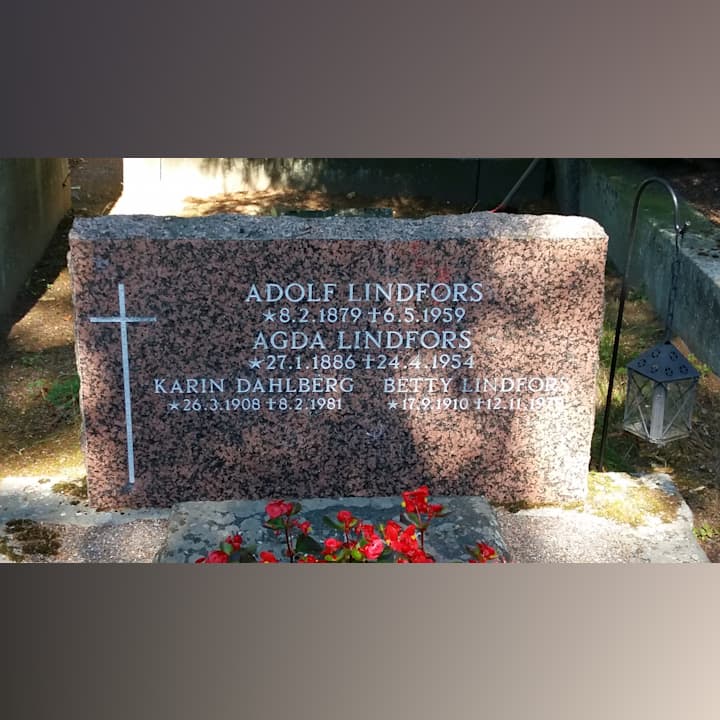 ADOLF LINDFORS
★8.2.1879 ✝6.5.1959
AGDA LINDFORS
★27.1.1886 ✝24.4.1954
KARIN DAHLBERG BETTY LINDFORS
★26.3.1908 ✝8.2.1981 ★17.9.1910